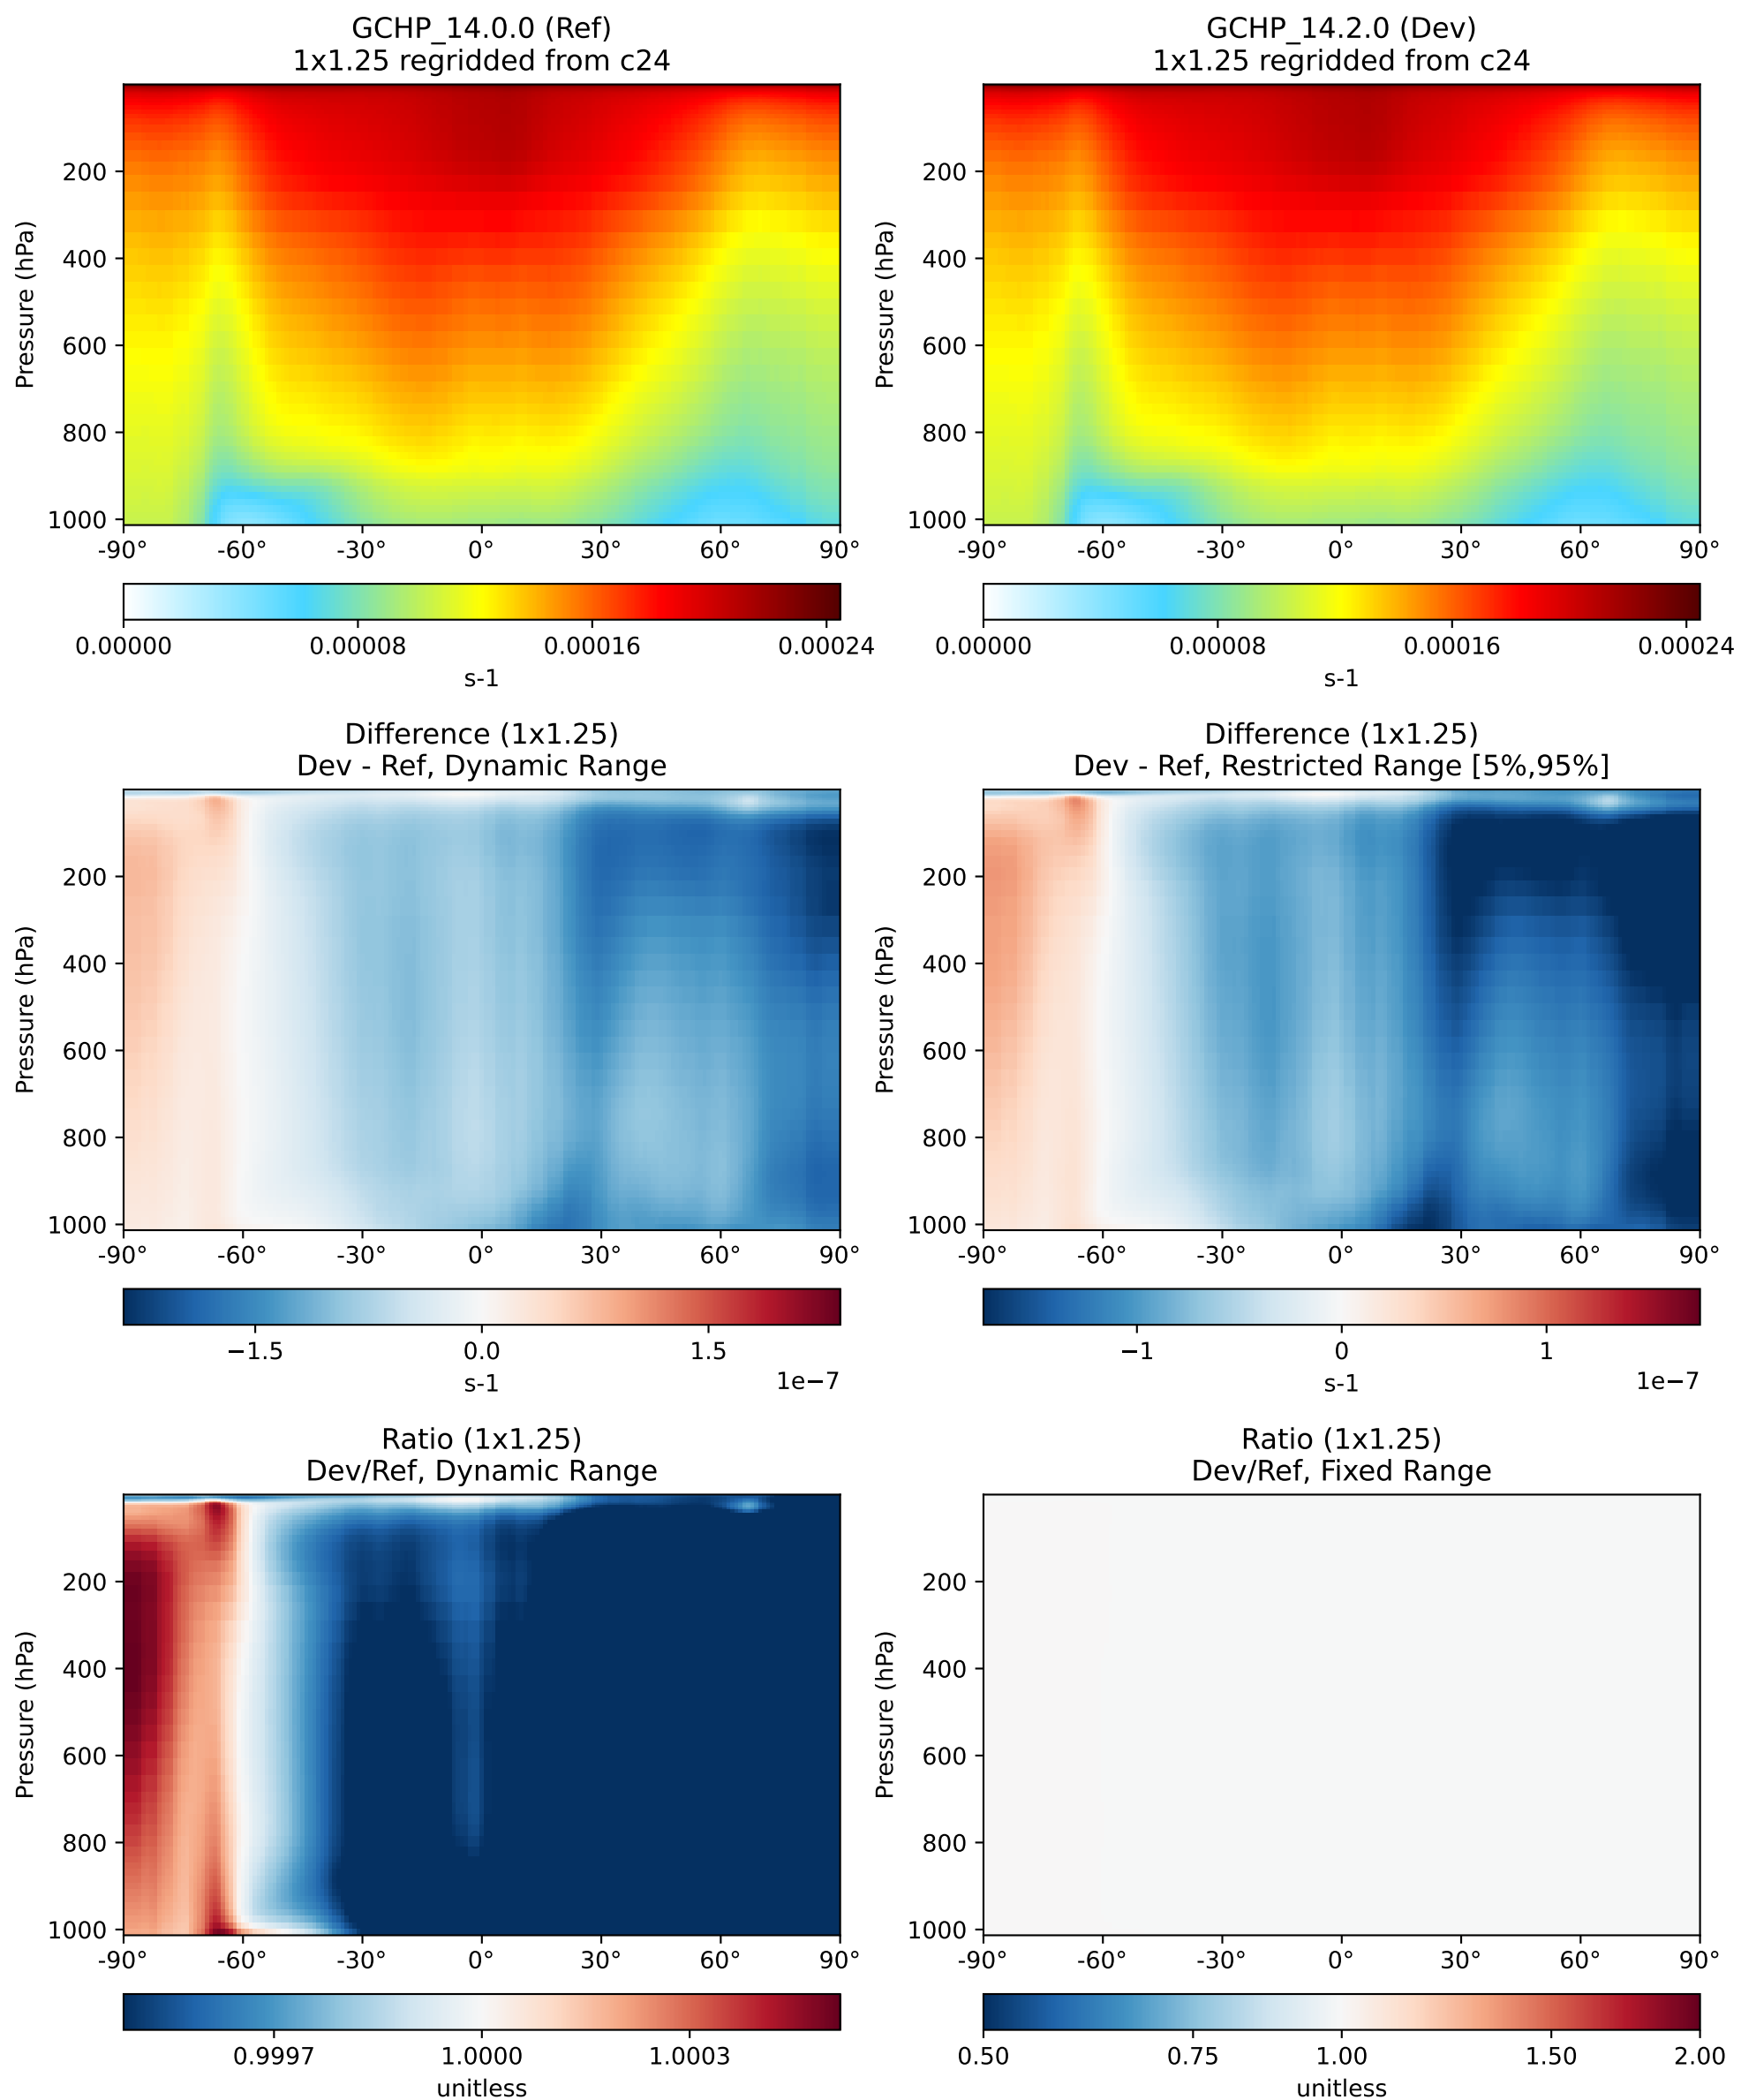 GCHP_14.0.0 (Ref)
1x1.25 regridded from c24
GCHP_14.2.0 (Dev)
1x1.25 regridded from c24
Pressure (hPa)
200
400
600
800
1000
-90° -60° -30° 0° 30° 60° 90°
0.00000 0.00008 0.00016 0.00024
s-1
Pressure (hPa)
200
400
600
800
1000
-90° -60° -30° 0° 30° 60° 90°
0.00000 0.00008 0.00016 0.00024
s-1
Difference (1x1.25)
Dev - Ref, Dynamic Range
Pressure (hPa)
200
400
600
800
1000
-90° -60° -30° 0° 30° 60° 90°
−1.5 0.0 1.5
s-1 1e−7
Difference (1x1.25)
Dev - Ref, Restricted Range [5%,95%]
Pressure (hPa)
200
400
600
800
1000
-90° -60° -30° 0° 30° 60° 90°
−1 0 1
s-1 1e−7
Ratio (1x1.25)
Dev/Ref, Dynamic Range
Pressure (hPa)
200
400
600
800
1000
-90° -60° -30° 0° 30° 60° 90°
0.9997 1.0000 1.0003
unitless
Ratio (1x1.25)
Dev/Ref, Fixed Range
Pressure (hPa)
200
400
600
800
1000
-90° -60° -30° 0° 30° 60° 90°
0.50 0.75 1.00 1.50 2.00
unitless